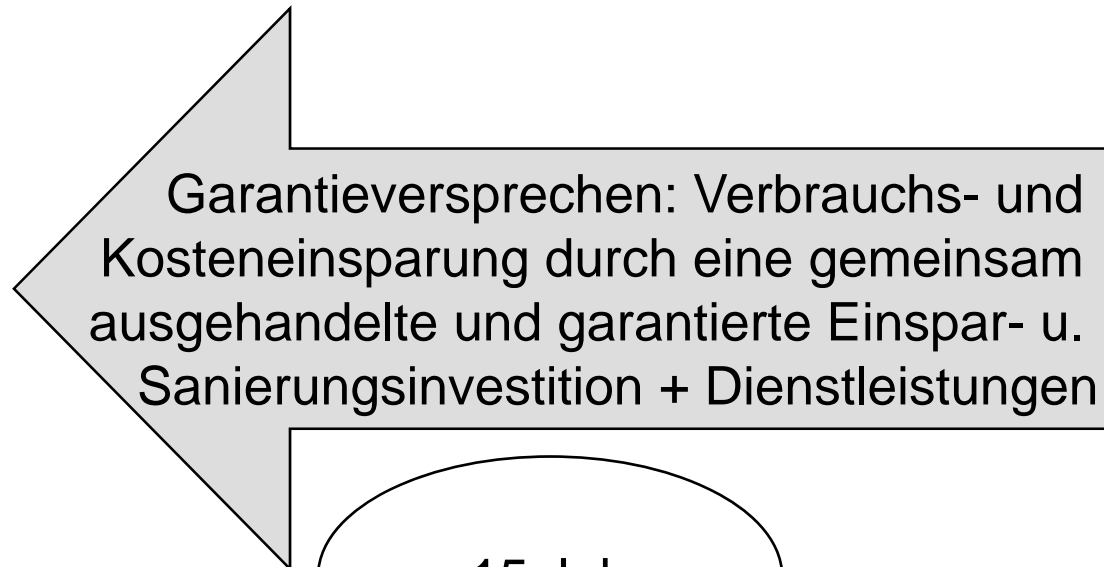 Garantieversprechen: Verbrauchs- und
Kosteneinsparung durch eine gemeinsam
ausgehandelte und garantierte Einspar- u.
Sanierungsinvestition + Dienstleistungen